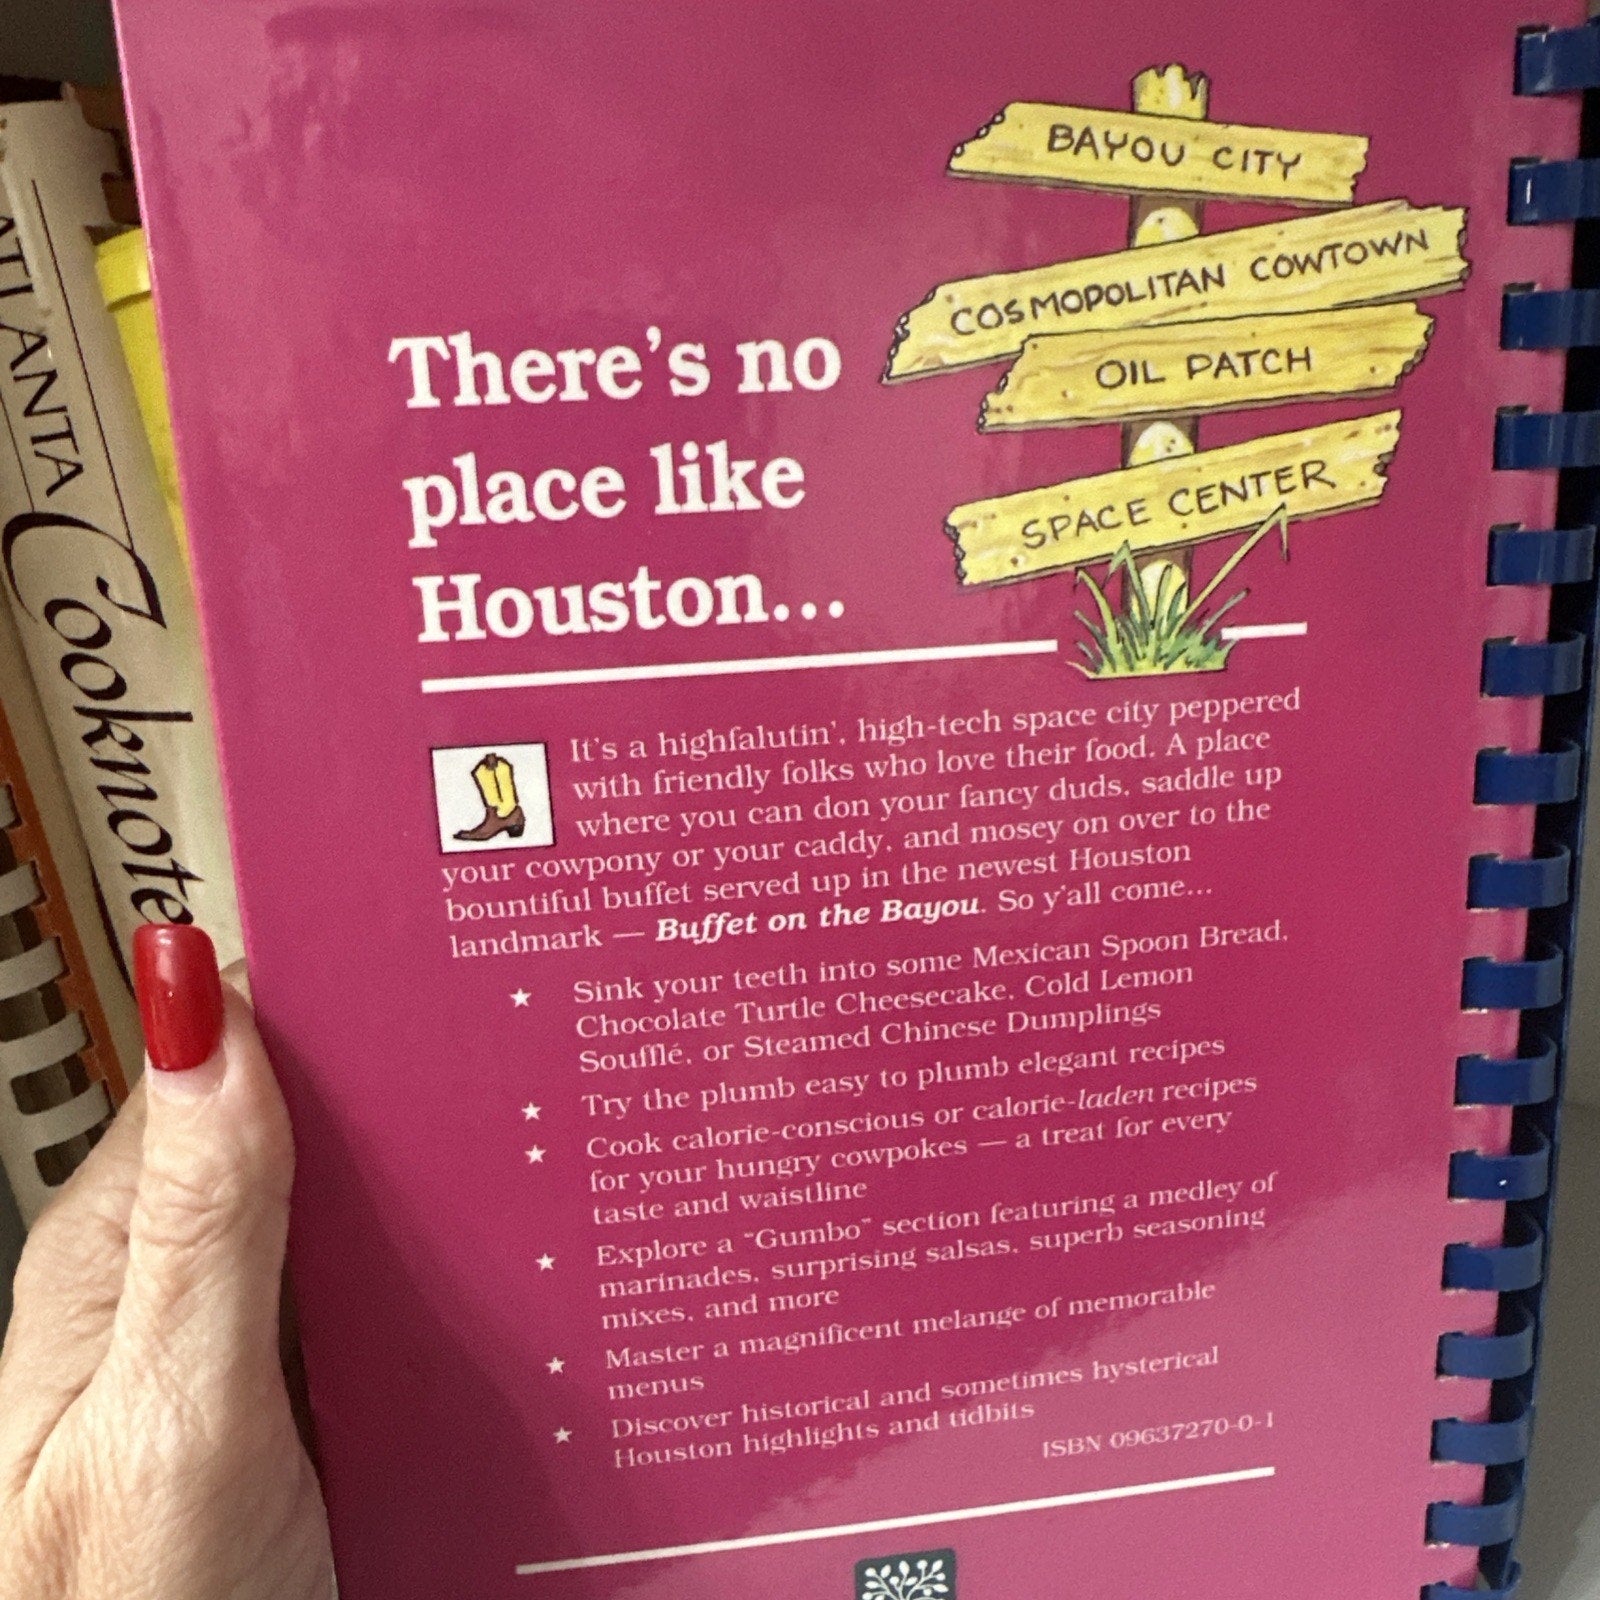 ATLANTA
Cooknotes
BAYOU CITY
COSMOPOLITAN COWTOWN
OIL PATCH
SPACE CENTER
There's no
place like
Houston...
It's a highfalutin', high-tech space city peppered
with friendly folks who love their food. A place
where you can don your fancy duds, saddle up
your cowpony or your caddy, and mosey on over to the
bountiful buffet served up in the newest Houston
landmark — Buffet on the Bayou. So y'all come...
★ Sink your teeth into some Mexican Spoon Bread,
Chocolate Turtle Cheesecake, Cold Lemon
Soufflé, or Steamed Chinese Dumplings
★ Try the plumb easy to plumb elegant recipes
★ Cook calorie-conscious or calorie-laden recipes
for your hungry cowpokes — a treat for every
taste and waistline
★ Explore a "Gumbo" section featuring a medley of
marinades, surprising salsas, superb seasoning
mixes, and more
★ Master a magnificent melange of memorable
menus
★ Discover historical and sometimes hysterical
Houston highlights and tidbits
ISBN 09637270-0-1